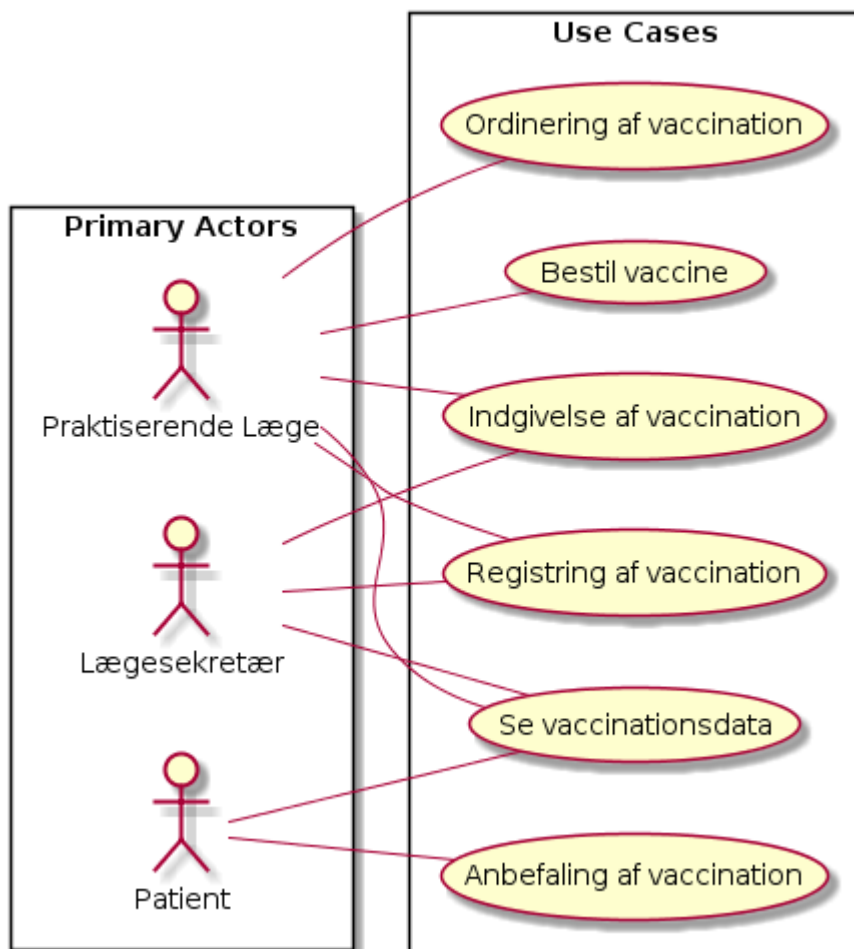 Primary Actors
Praktiserende Læge
Lægesekretær
Patient
Use Cases
Ordinering af vaccination
Bestil vaccine
Indgivelse af vaccination
Registring af vaccination
Se vaccinationsdata
Anbefaling af vaccination